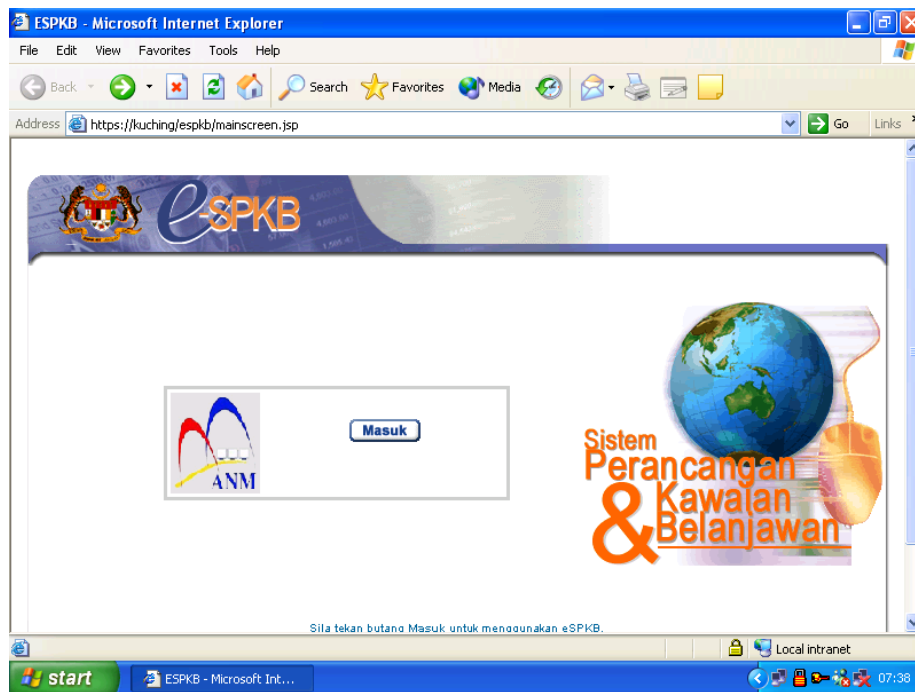 ESPKB - Microsoft Internet Explorer
File Edit View Favorites Tools Help
Back Search Favorites Media
Address https://kuching/espkb/mainscreen.jsp Go Links
e-SPKB
Masuk
ANM
Sistem
Perancangan
& Kawalan
Belanjawan
Sila tekan butang Masuk untuk menggunakan eSPKB.
Local intranet
start ESPKB - Microsoft Int... 07:38